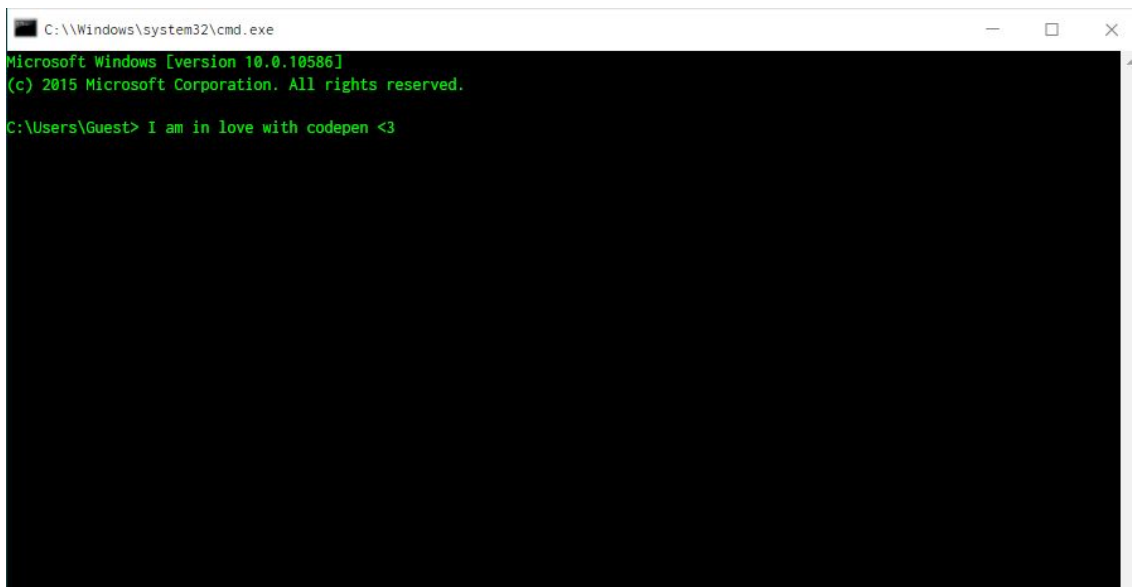 C:\\Windows\system32\cmd.exe
Microsoft Windows [version 10.0.10586]
(c) 2015 Microsoft Corporation. All rights reserved.
C:\Users\Guest> I am in love with codepen <3